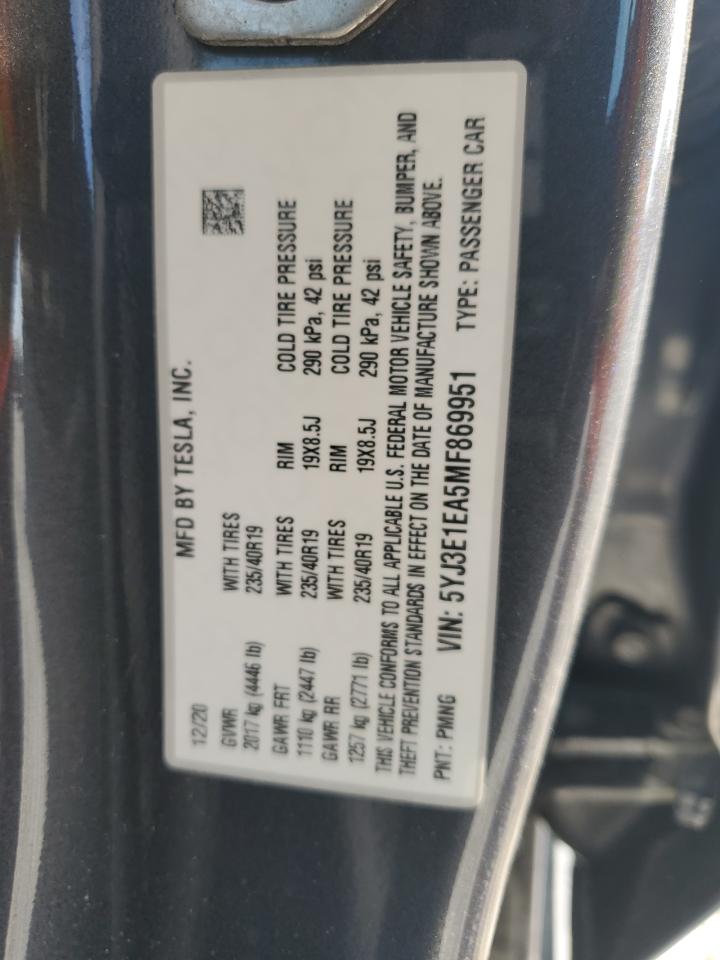 MFD BY TESLA, INC.
12/20
GVWR WITH TIRES
2017 kg (4446 lb) 235/40R19
GAWR FRT WITH TIRES RIM COLD TIRE PRESSURE
1110 kg (2447 lb) 235/40R19 19X8.5J 290 kPa, 42 psi
GAWR RR WITH TIRES RIM COLD TIRE PRESSURE
1257 kg (2771 lb) 235/40R19 19X8.5J 290 kPa, 42 psi
THIS VEHICLE CONFORMS TO ALL APPLICABLE U.S. FEDERAL MOTOR VEHICLE SAFETY, BUMPER, AND
THEFT PREVENTION STANDARDS IN EFFECT ON THE DATE OF MANUFACTURE SHOWN ABOVE.
PNT: PMNG VIN: 5YJ3E1EA5MF869951 TYPE: PASSENGER CAR